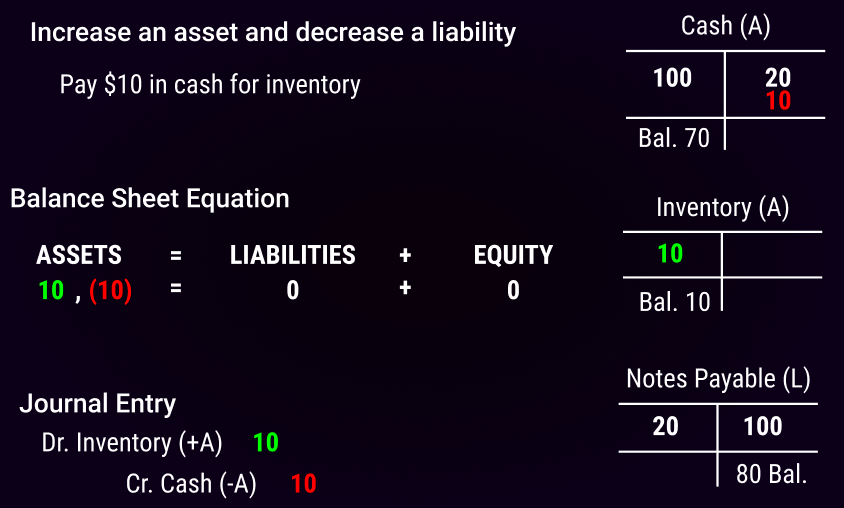 Increase an asset and decrease a liability
Pay $10 in cash for inventory
Balance Sheet Equation
ASSETS = LIABILITIES + EQUITY
10 , (10) = 0 + 0
Journal Entry
Dr. Inventory (+A) 10
Cr. Cash (-A) 10
Cash (A)
100 20
10
Bal. 70
Inventory (A)
10
Bal. 10
Notes Payable (L)
20 100
80 Bal.